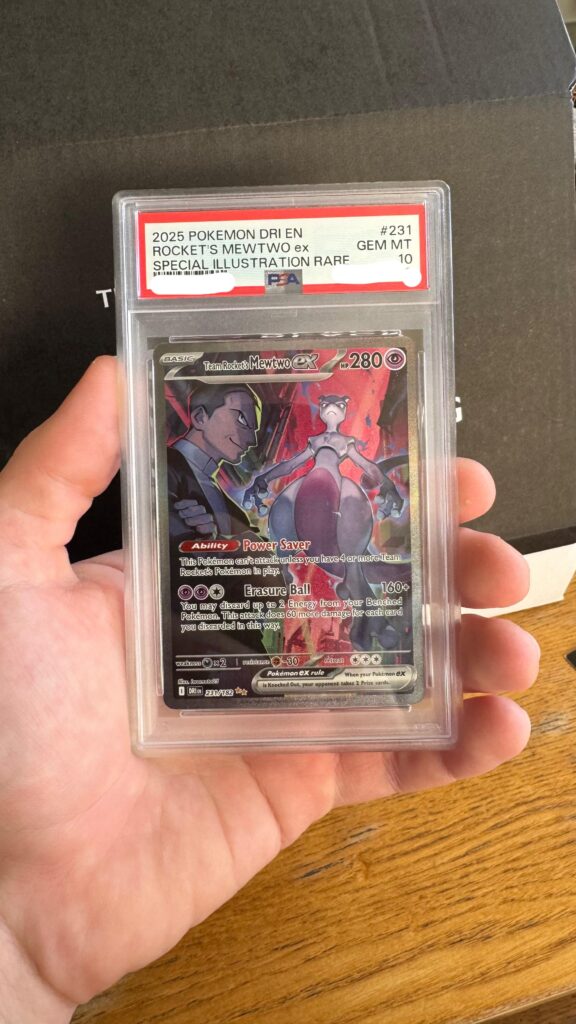 2025 POKEMON DRI EN #231
ROCKET'S MEWTWO ex GEM MT
SPECIAL ILLUSTRATION RARE 10
PSA
BASIC
Team Rocket's Mewtwo ex HP 280
Ability Power Saver
This Pokémon can't attack unless you have 4 or more Team
Rocket's Pokémon in play.
Erasure Ball 160+
You may discard up to 2 Energy from your Benched
Pokémon. This attack does 60 more damage for each card
you discarded in this way.
weakness ×2 resistance -30 retreat
Pokémon ex rule When your Pokémon ex
is Knocked Out, your opponent takes 2 Prize cards.
DRI EN 231/182